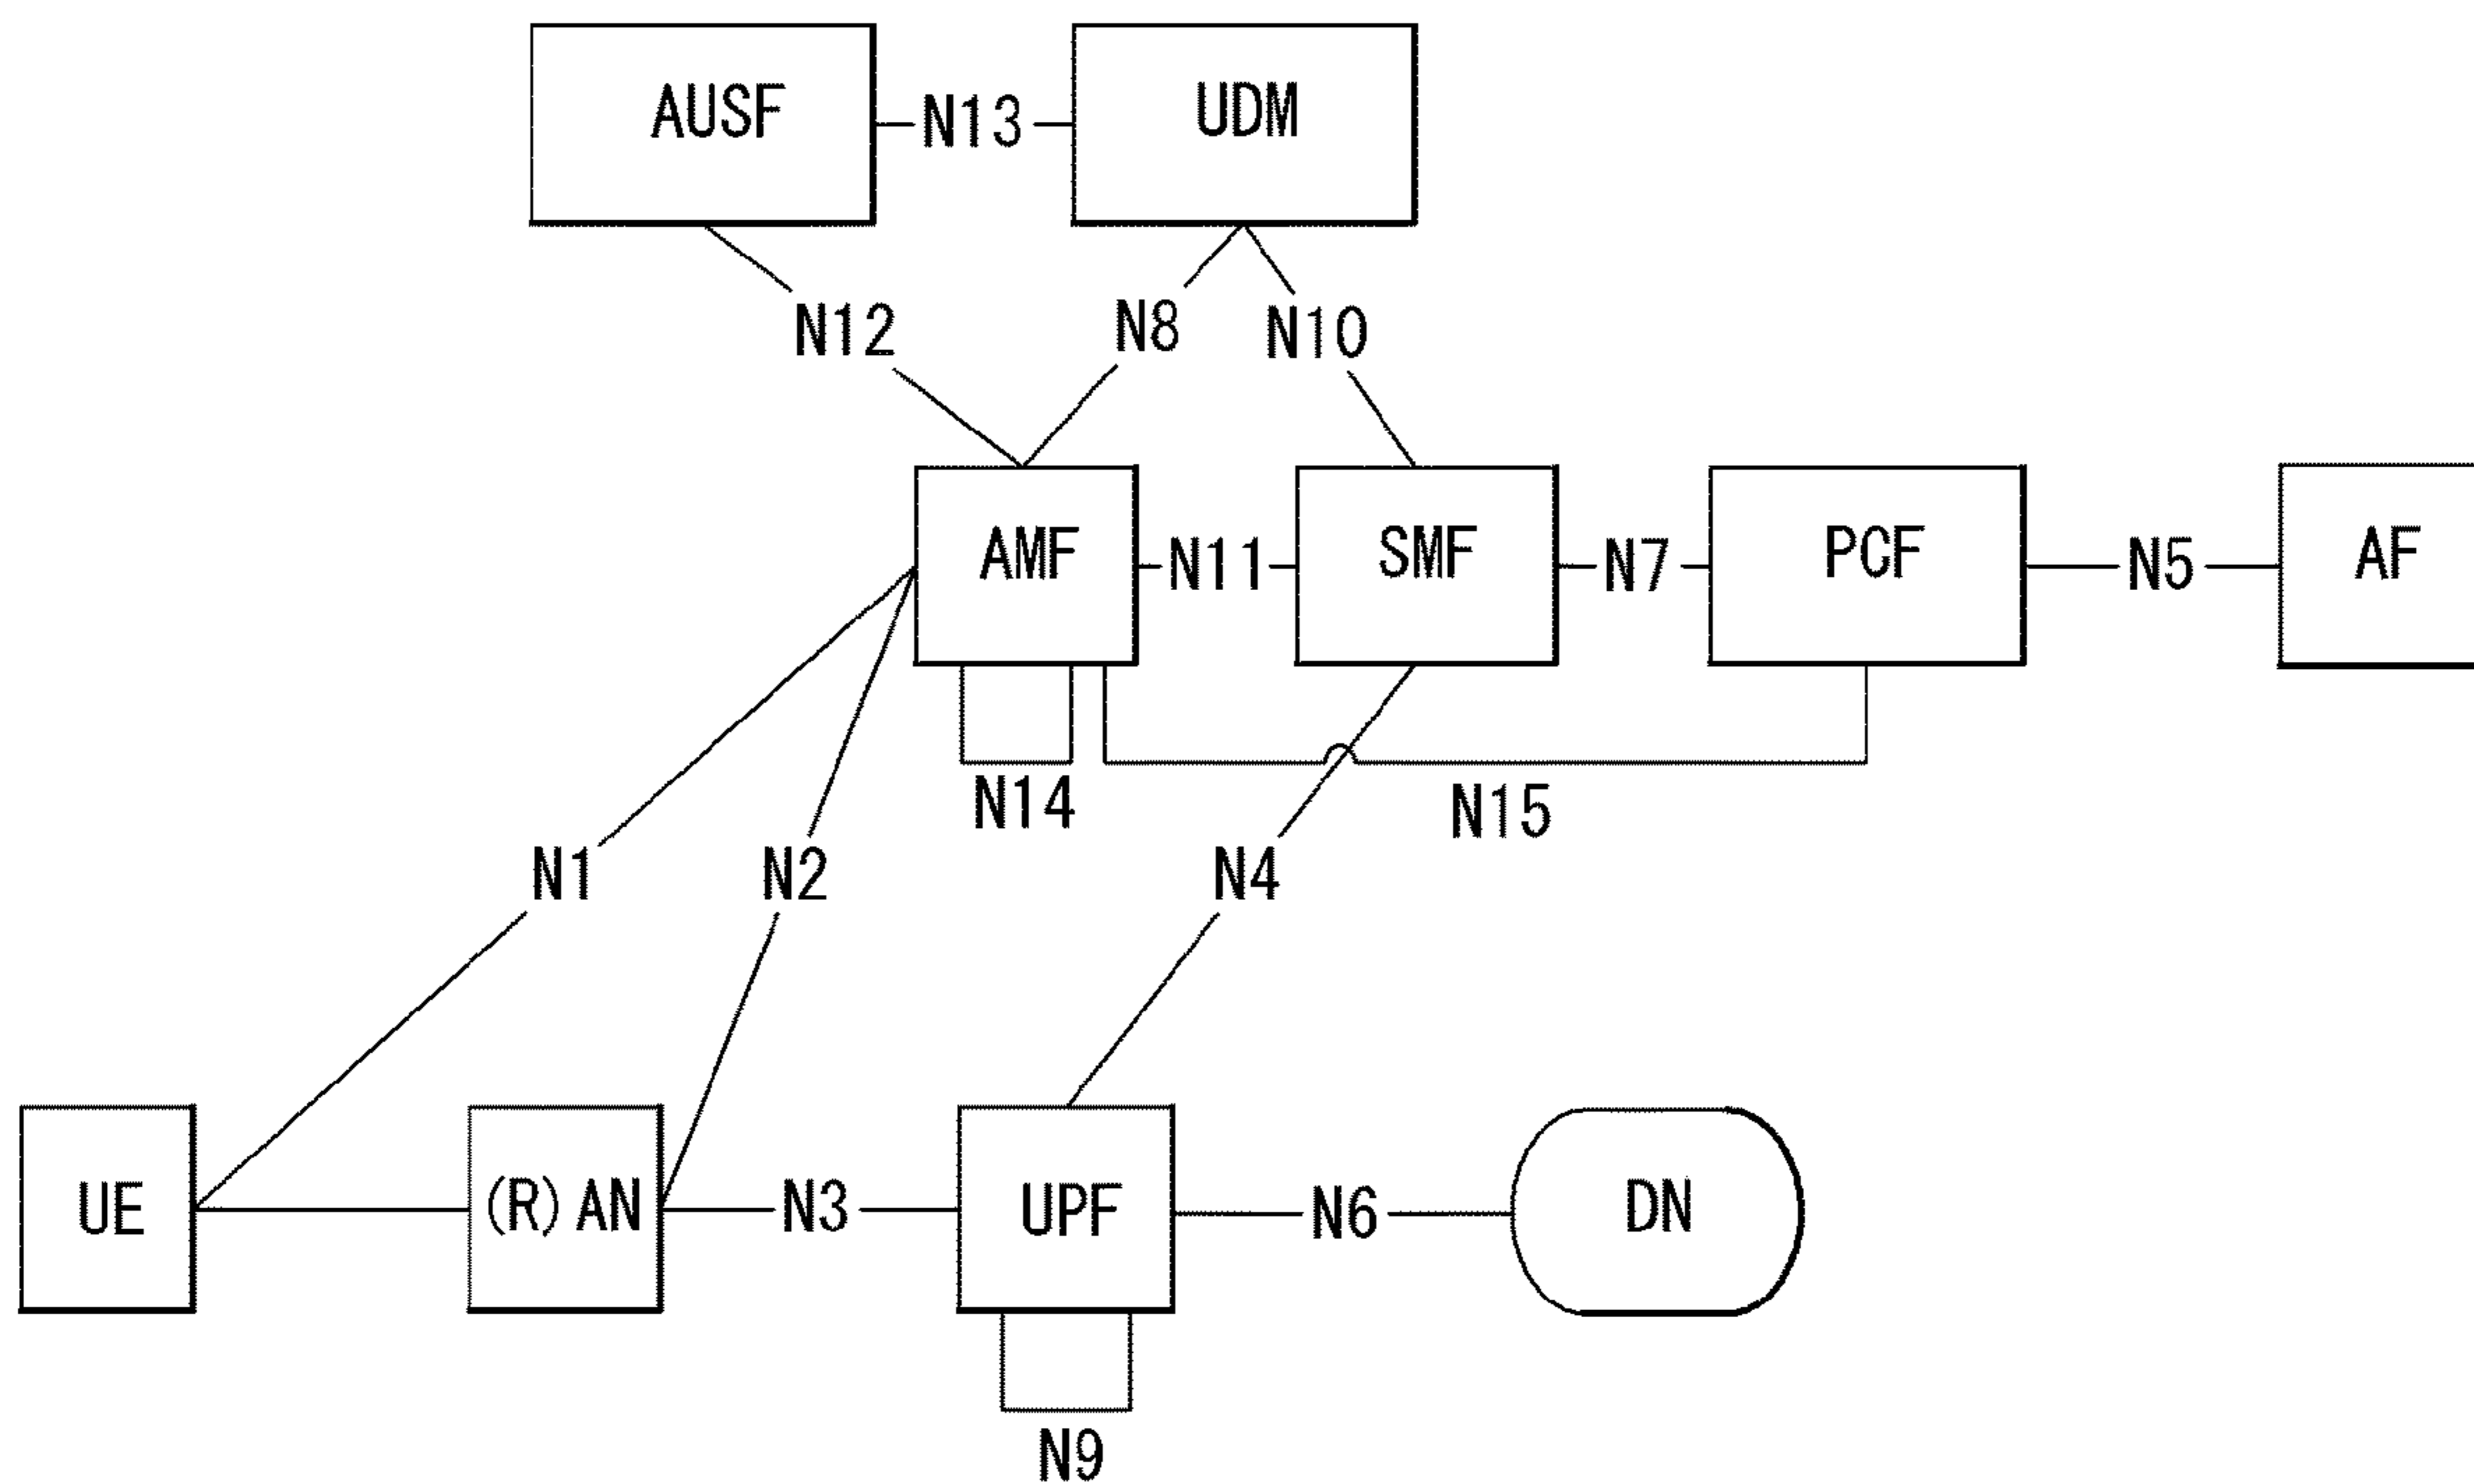 AUSF
N13
UDM
N12
N8
N10
AMF
N11
SMF
N7
PCF
N5
AF
N14
N15
N1
N2
N4
UE
(R) AN
N3
UPF
N6
DN
N9